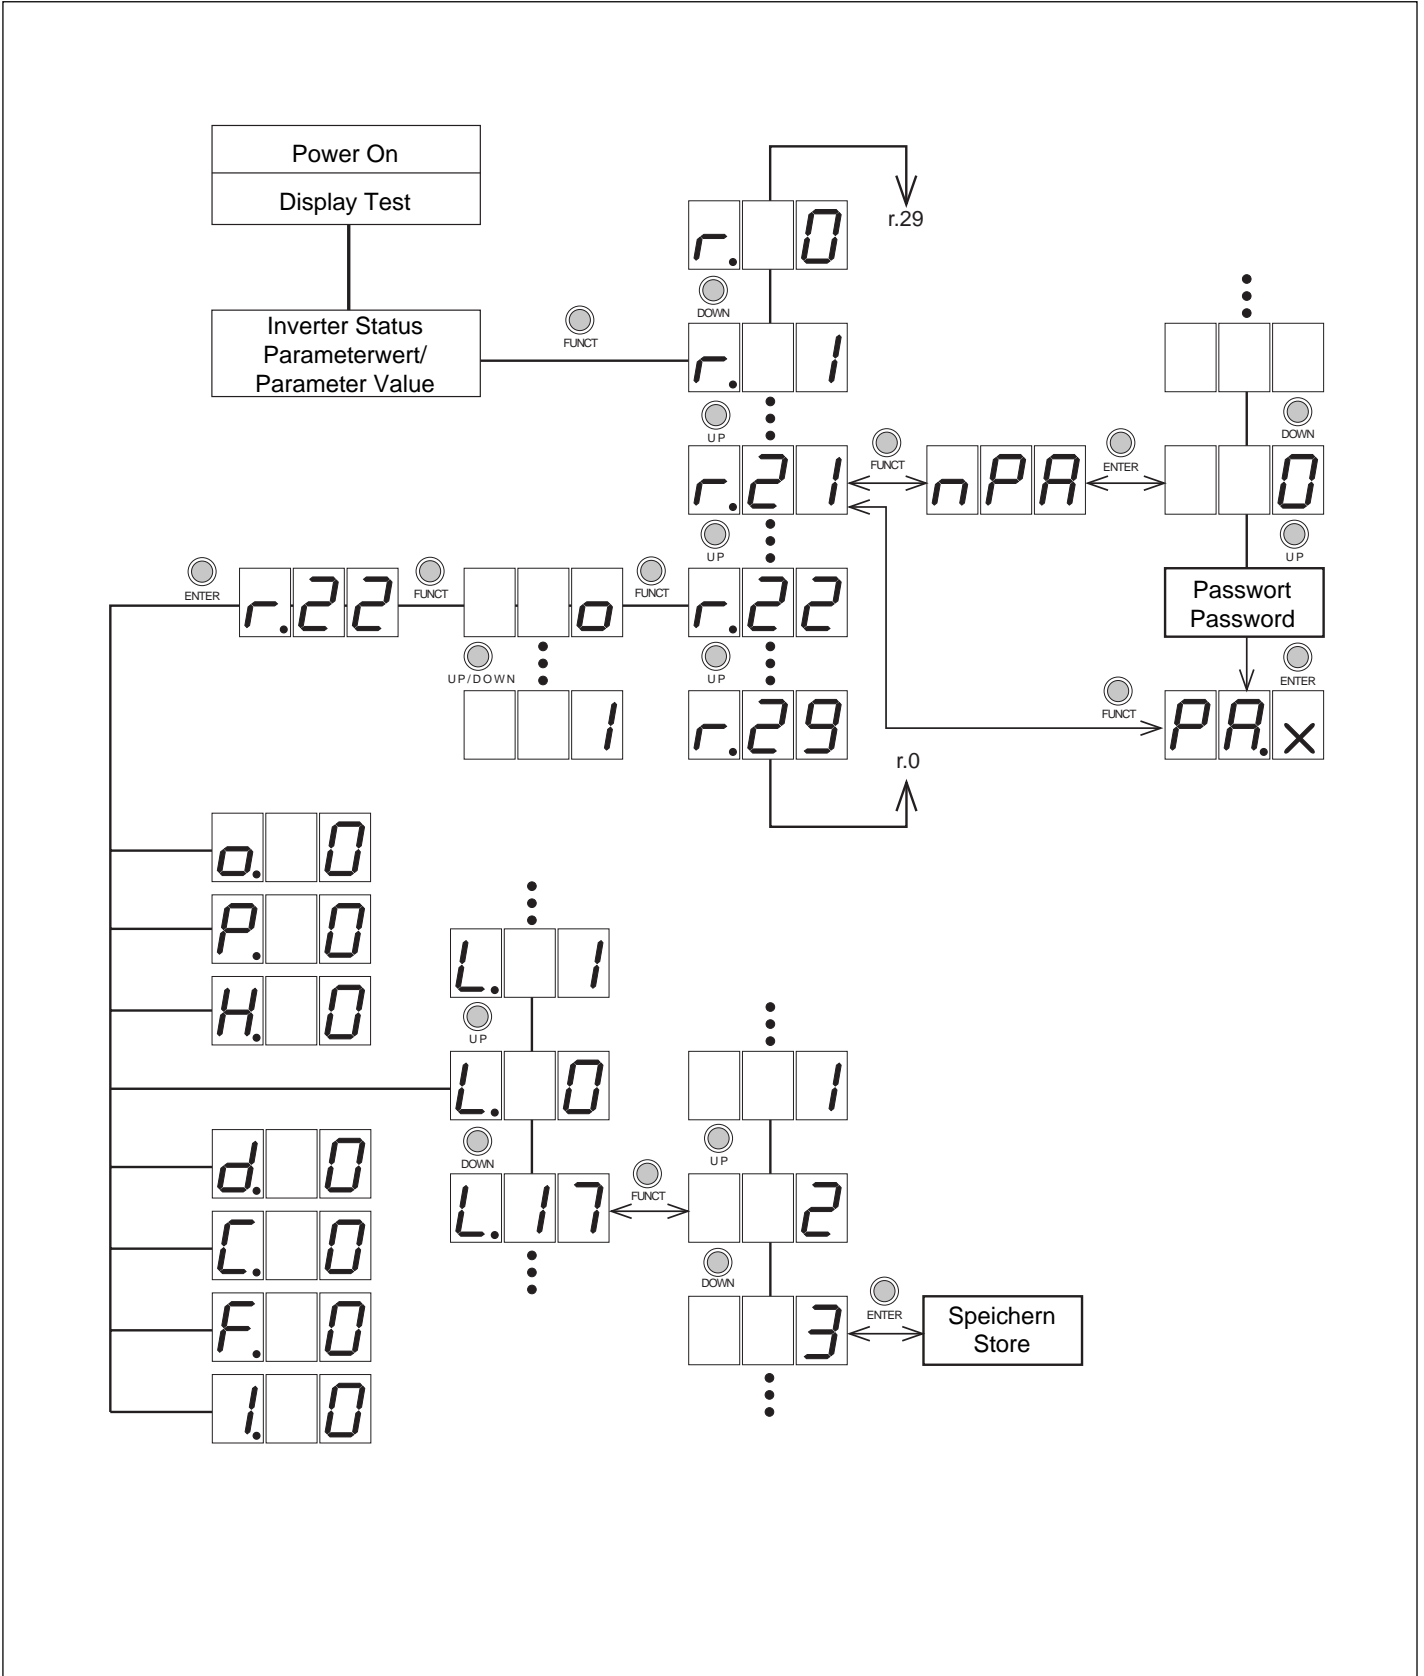 Power On
Display Test
Inverter Status
Parameterwert/
Parameter Value
FUNCT
r. 0
r.29
DOWN
r. 1
UP
r.21
FUNCT
nPA
ENTER
DOWN
0
UP
Passwort
Password
ENTER
PA.x
FUNCT
UP
ENTER
r.22
FUNCT
o
FUNCT
r.22
UP/DOWN
1
UP
r.29
r.0
o. 0
P. 0
H. 0
L. 1
UP
L. 0
DOWN
L.17
FUNCT
1
UP
2
DOWN
3
ENTER
Speichern
Store
d. 0
C. 0
F. 0
I. 0